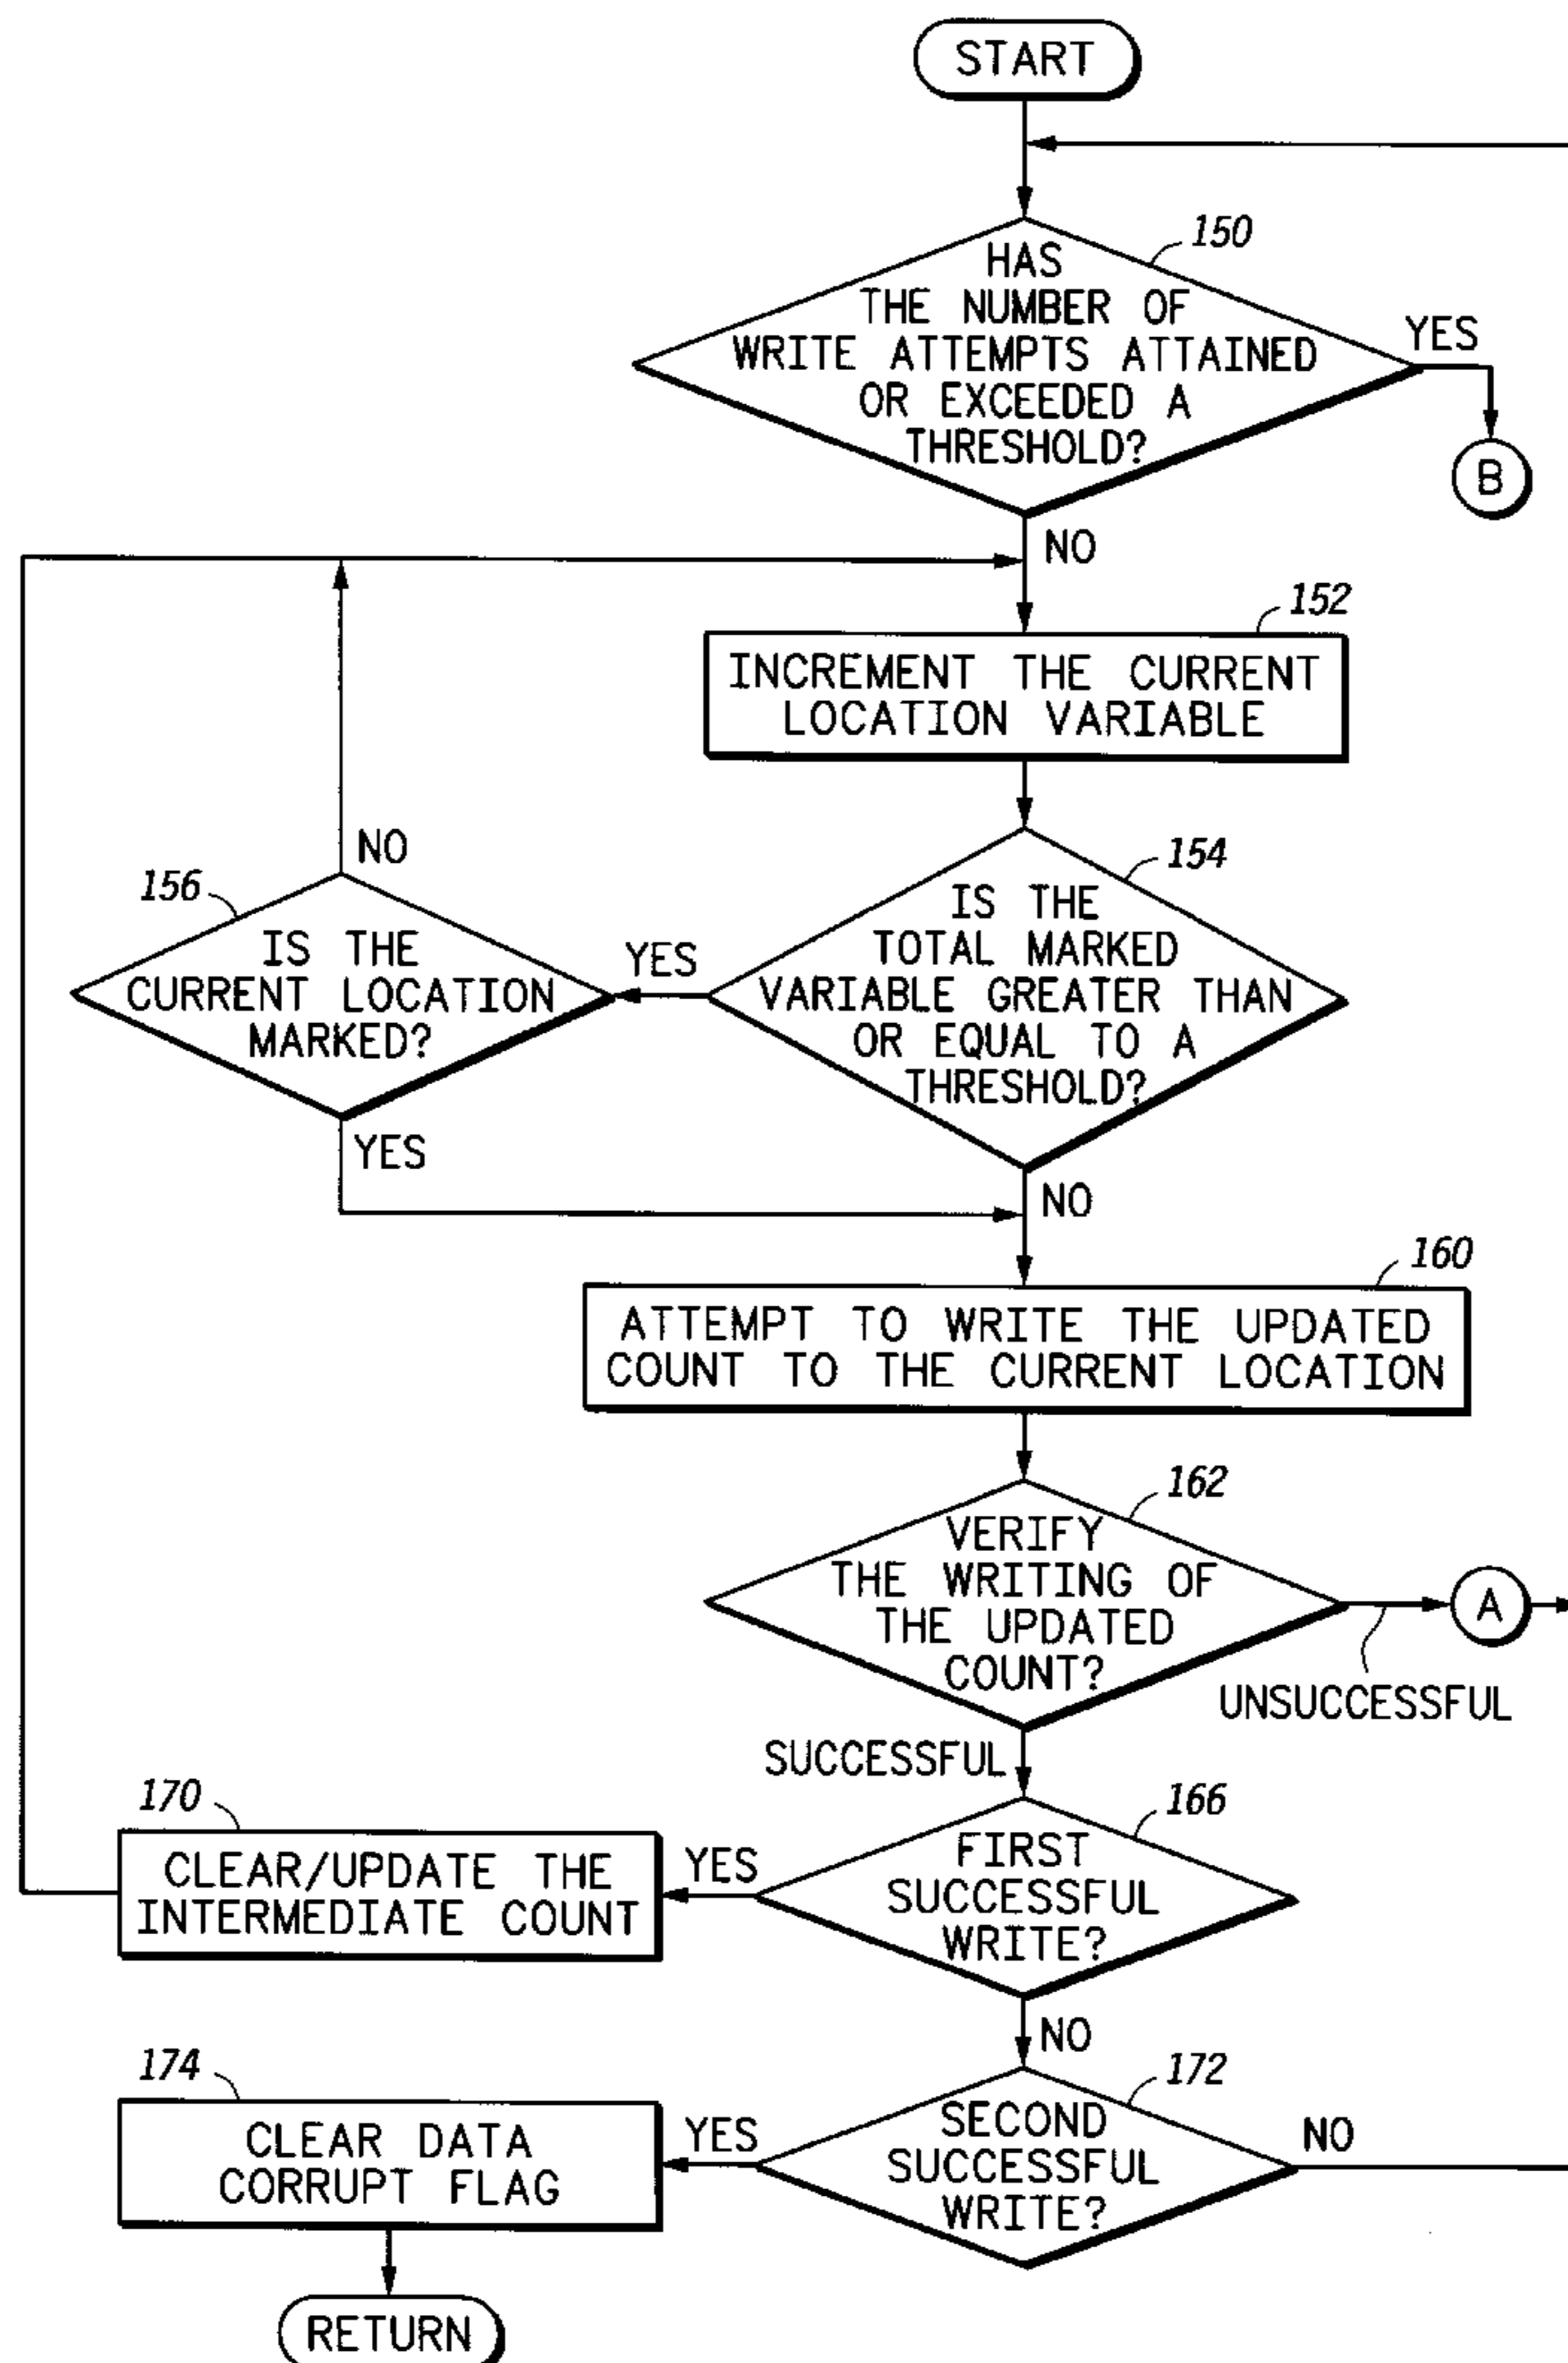 START
150
HAS
THE NUMBER OF
WRITE ATTEMPTS ATTAINED
OR EXCEEDED A
THRESHOLD?
YES
B
NO
152
INCREMENT THE CURRENT
LOCATION VARIABLE
NO
154
156
IS THE
TOTAL MARKED
VARIABLE GREATER THAN
OR EQUAL TO A
THRESHOLD?
YES
IS THE
CURRENT LOCATION
MARKED?
YES
NO
160
ATTEMPT TO WRITE THE UPDATED
COUNT TO THE CURRENT LOCATION
162
VERIFY
THE WRITING OF
THE UPDATED
COUNT?
A
UNSUCCESSFUL
SUCCESSFUL
170
166
FIRST
SUCCESSFUL
WRITE?
YES
CLEAR/UPDATE THE
INTERMEDIATE COUNT
NO
174
172
SECOND
SUCCESSFUL
WRITE?
YES
NO
CLEAR DATA
CORRUPT FLAG
RETURN